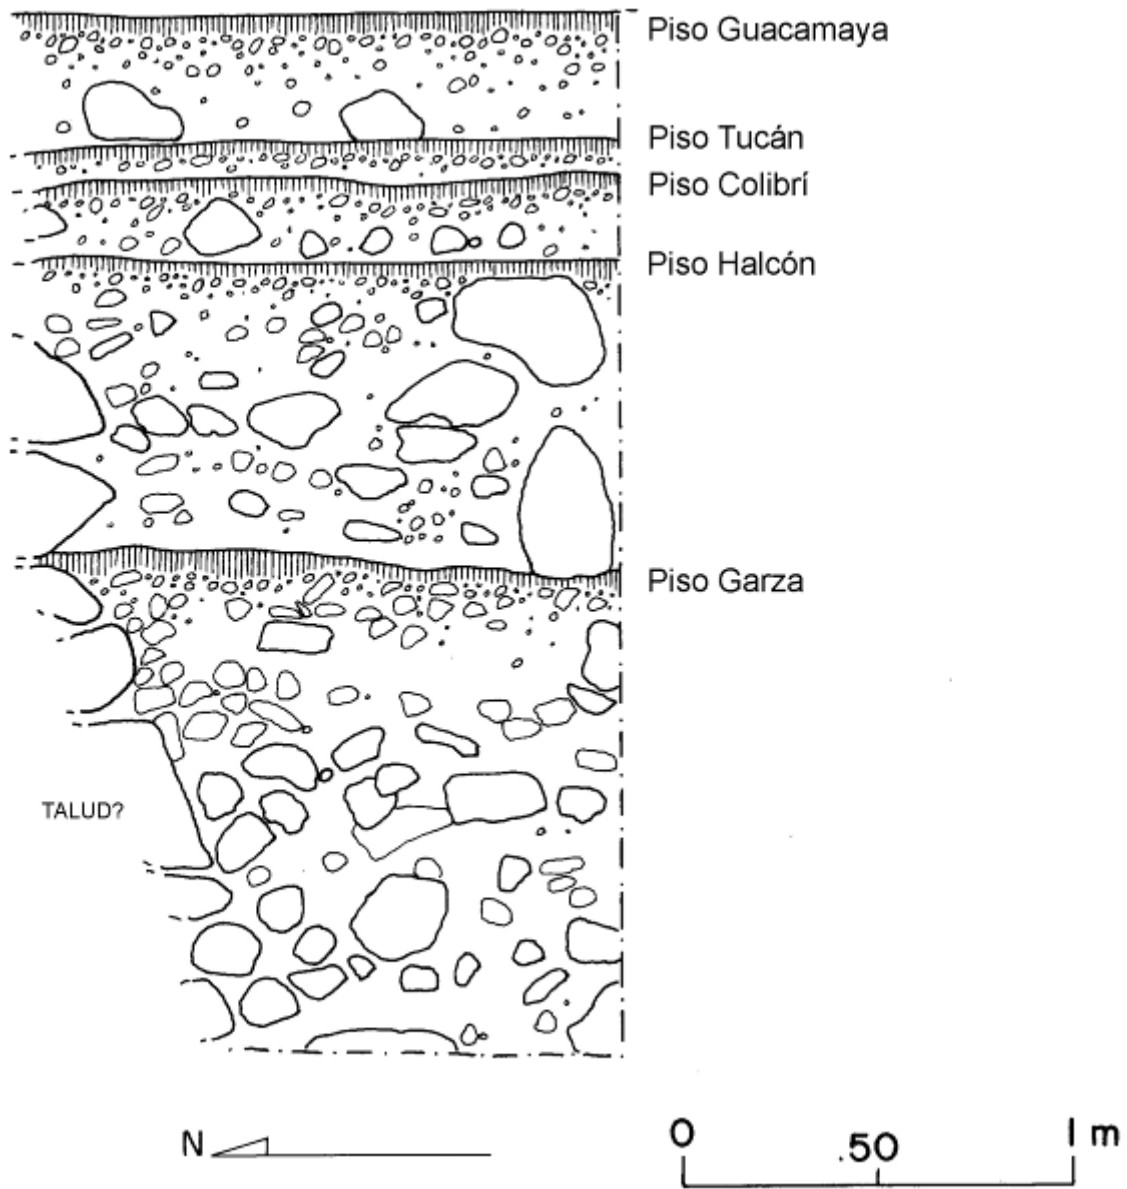 Piso Guacamaya
Piso Tucán
Piso Colibrí
Piso Halcón
Piso Garza
TALUD?
N
0 .50 1 m